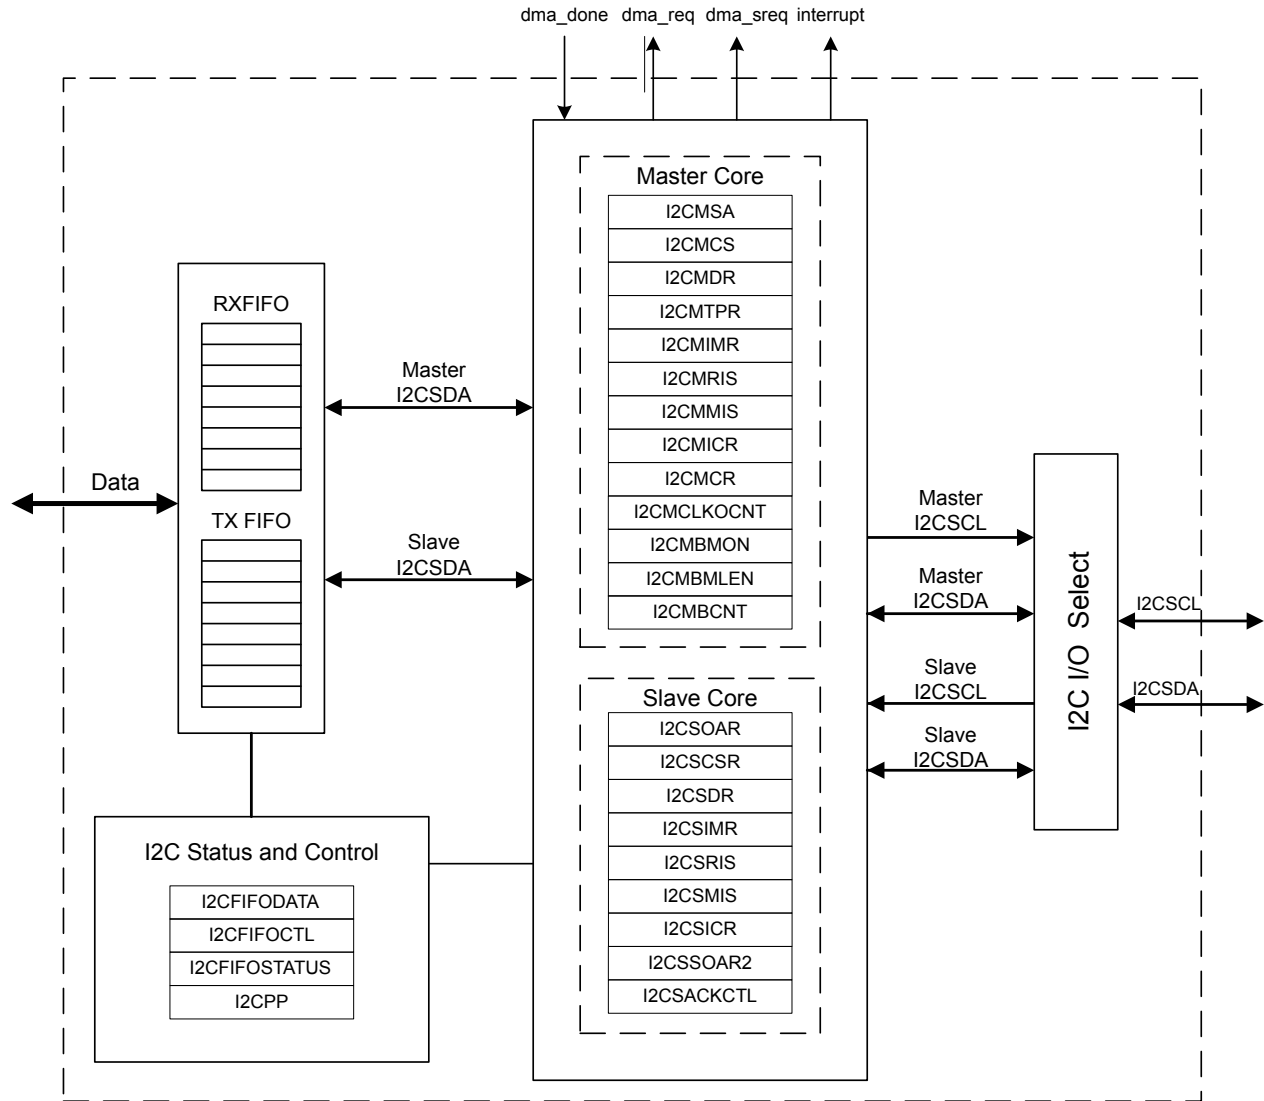 dma_done dma_req dma_sreq interrupt
Master Core
I2CMSA
I2CMCS
I2CMDR
I2CMTPR
I2CMIMR
I2CMRIS
I2CMMIS
I2CMICR
I2CMCR
I2CMCLKOCNT
I2CMBMON
I2CMBMLEN
I2CMBCNT
Slave Core
I2CSOAR
I2CSCSR
I2CSDR
I2CSIMR
I2CSRIS
I2CSMIS
I2CSICR
I2CSSOAR2
I2CSACKCTL
RXFIFO
TX FIFO
Data
Master
I2CSDA
Slave
I2CSDA
I2C Status and Control
I2CFIFODATA
I2CFIFOCTL
I2CFIFOSTATUS
I2CPP
Master
I2CSCL
Master
I2CSDA
Slave
I2CSCL
Slave
I2CSDA
I2C I/O Select
I2CSCL
I2CSDA